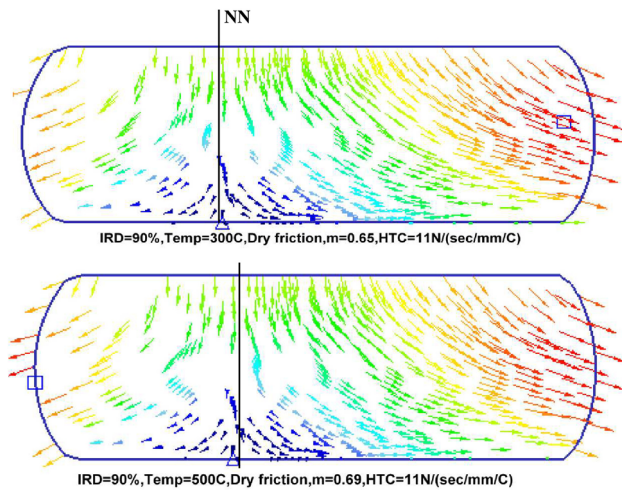 NN
IRD=90%,Temp=300C,Dry friction,m=0.65,HTC=11N/(sec/mm/C)
IRD=90%,Temp=500C,Dry friction,m=0.69,HTC=11N/(sec/mm/C)